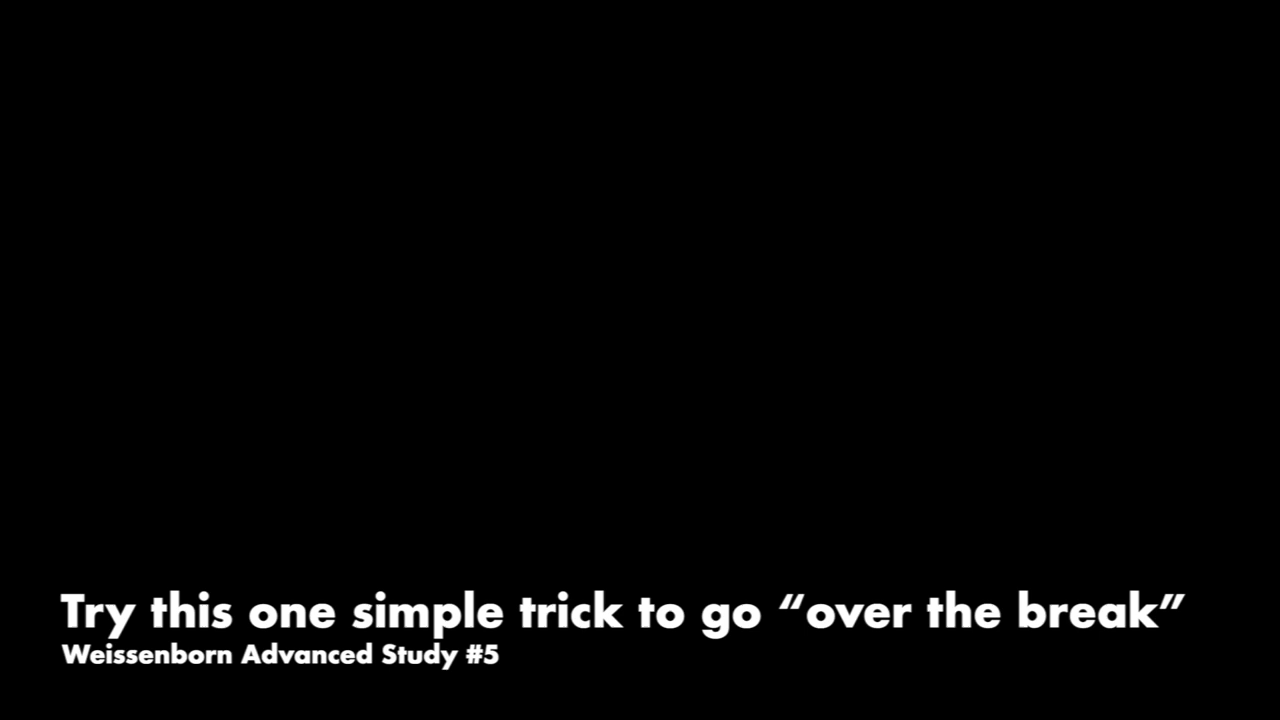 Try this one simple trick to go “over the break”
Weissenborn Advanced Study #5